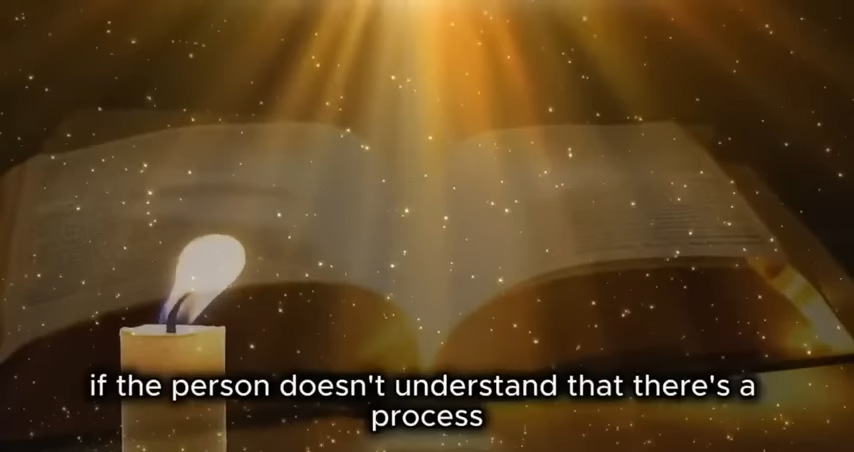 if the person doesn't understand that there's a
process